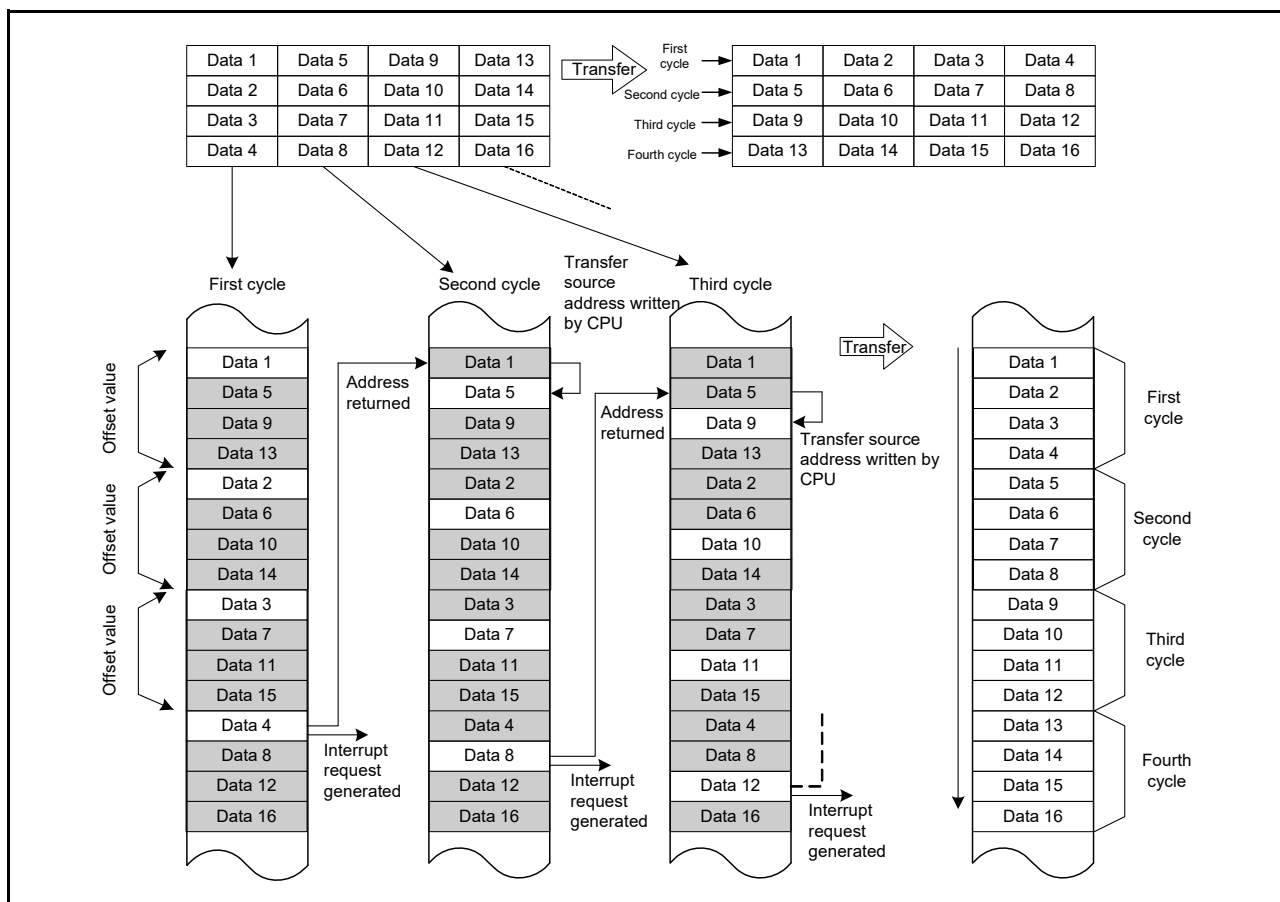 Data 1 Data 5 Data 9 Data 13
Data 2 Data 6 Data 10 Data 14
Data 3 Data 7 Data 11 Data 15
Data 4 Data 8 Data 12 Data 16
Transfer
First
cycle
Second cycle
Third cycle
Fourth cycle
Data 1 Data 2 Data 3 Data 4
Data 5 Data 6 Data 7 Data 8
Data 9 Data 10 Data 11 Data 12
Data 13 Data 14 Data 15 Data 16
First cycle
Offset value
Offset value
Offset value
Data 1
Data 5
Data 9
Data 13
Data 2
Data 6
Data 10
Data 14
Data 3
Data 7
Data 11
Data 15
Data 4
Data 8
Data 12
Data 16
Address
returned
Interrupt
request
generated
Second cycle
Transfer
source
address written
by CPU
Data 1
Data 5
Data 9
Data 13
Data 2
Data 6
Data 10
Data 14
Data 3
Data 7
Data 11
Data 15
Data 4
Data 8
Data 12
Data 16
Address
returned
Interrupt
request
generated
Third cycle
Data 1
Data 5
Data 9
Data 13
Data 2
Data 6
Data 10
Data 14
Data 3
Data 7
Data 11
Data 15
Data 4
Data 8
Data 12
Data 16
Transfer source
address written by
CPU
Interrupt
request
generated
Transfer
Data 1
Data 2
Data 3
Data 4
Data 5
Data 6
Data 7
Data 8
Data 9
Data 10
Data 11
Data 12
Data 13
Data 14
Data 15
Data 16
First
cycle
Second
cycle
Third
cycle
Fourth
cycle